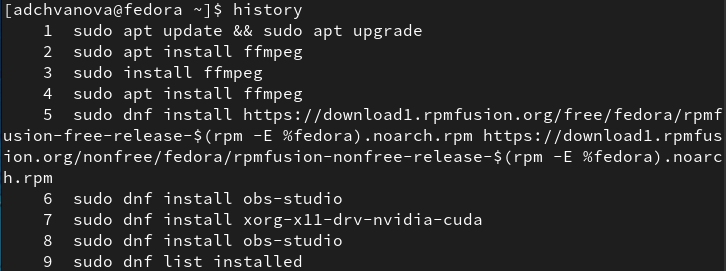 [adchvanova@fedora ~]$ history
    1  sudo apt update && sudo apt upgrade
    2  sudo apt install ffmpeg
    3  sudo install ffmpeg
    4  sudo apt install ffmpeg
    5  sudo dnf install https://download1.rpmfusion.org/free/fedora/rpmf
usion-free-release-$(rpm -E %fedora).noarch.rpm https://download1.rpmfus
ion.org/nonfree/fedora/rpmfusion-nonfree-release-$(rpm -E %fedora).noarc
h.rpm
    6  sudo dnf install obs-studio
    7  sudo dnf install xorg-x11-drv-nvidia-cuda
    8  sudo dnf install obs-studio
    9  sudo dnf list installed